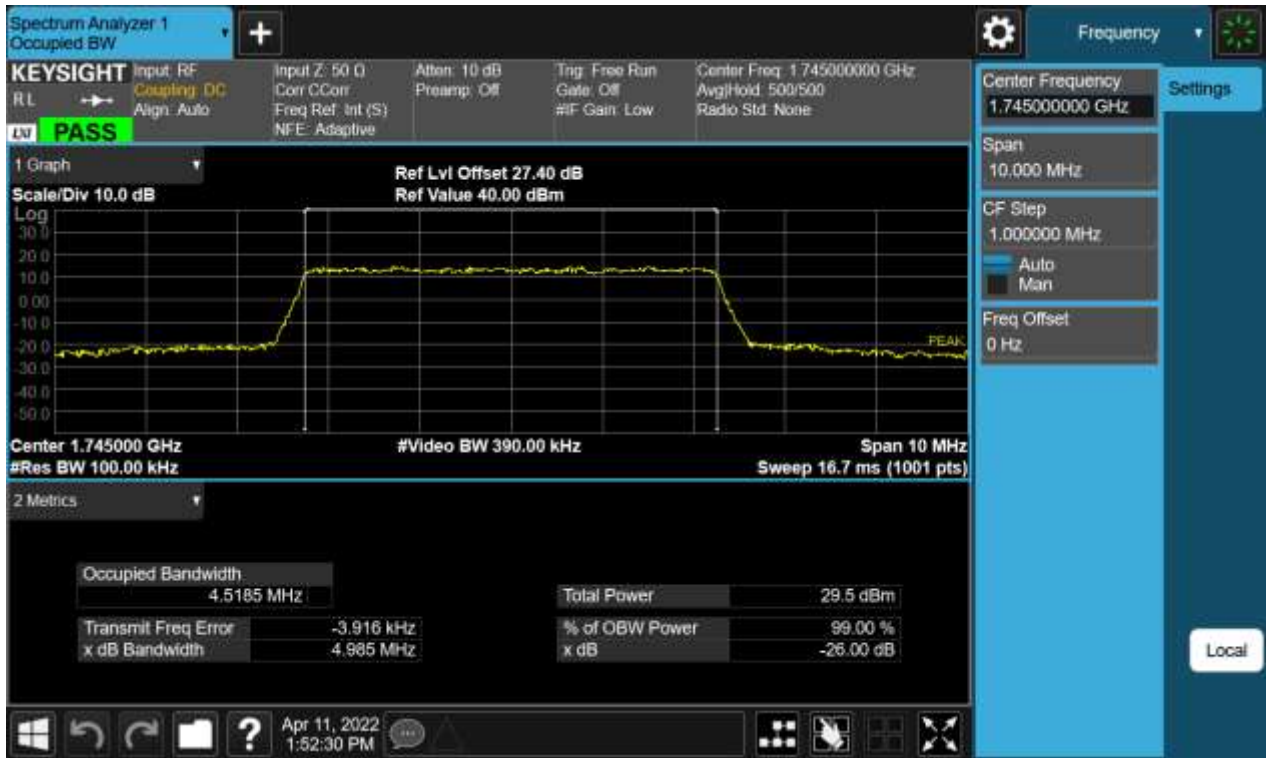 Spectrum Analyzer 1
Occupied BW
Frequency
KEYSIGHT
RL
LXI
PASS
Input: RF
Coupling: DC
Align: Auto
Input Z: 50 Ω
Corr CCorr
Freq Ref: Int (S)
NFE: Adaptive
Atten: 10 dB
Preamp: Off
Trig: Free Run
Gate: Off
#IF Gain: Low
Center Freq: 1.745000000 GHz
Avg|Hold: 500/500
Radio Std: None
Center Frequency
1.745000000 GHz
Settings
Span
10.000 MHz
CF Step
1.000000 MHz
Auto
Man
Freq Offset
0 Hz
1 Graph
Scale/Div 10.0 dB
Ref Lvl Offset 27.40 dB
Ref Value 40.00 dBm
Log
30.0
20.0
10.0
0.00
-10.0
-20.0
-30.0
-40.0
-50.0
PEAK
Center 1.745000 GHz
#Video BW 390.00 kHz
Span 10 MHz
#Res BW 100.00 kHz
Sweep 16.7 ms (1001 pts)
2 Metrics
Occupied Bandwidth
4.5185 MHz
Total Power 29.5 dBm
Transmit Freq Error -3.916 kHz
% of OBW Power 99.00 %
x dB Bandwidth 4.985 MHz
x dB -26.00 dB
Local
Apr 11, 2022
1:52:30 PM